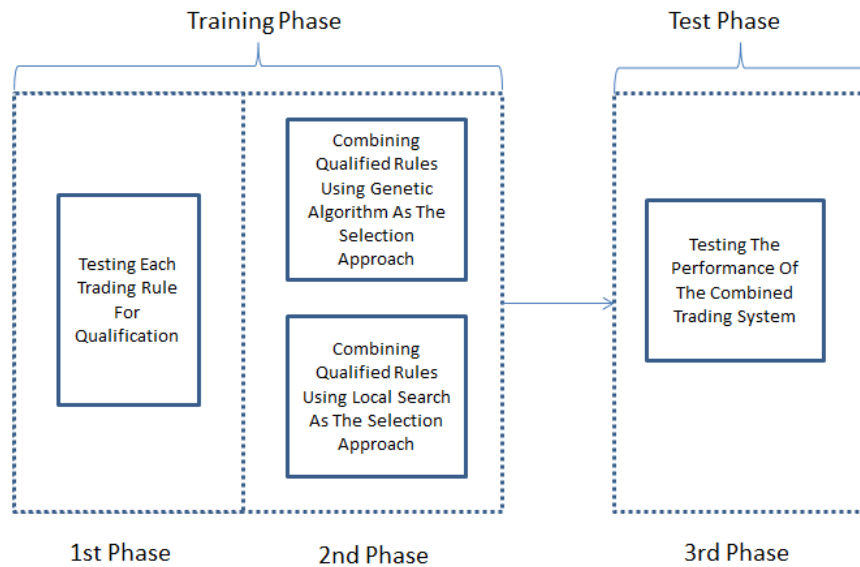 Training Phase
Test Phase
Testing Each
Trading Rule
For
Qualification
Combining
Qualified Rules
Using Genetic
Algorithm As The
Selection
Approach
Combining
Qualified Rules
Using Local Search
As The Selection
Approach
Testing The
Performance Of
The Combined
Trading System
1st Phase
2nd Phase
3rd Phase